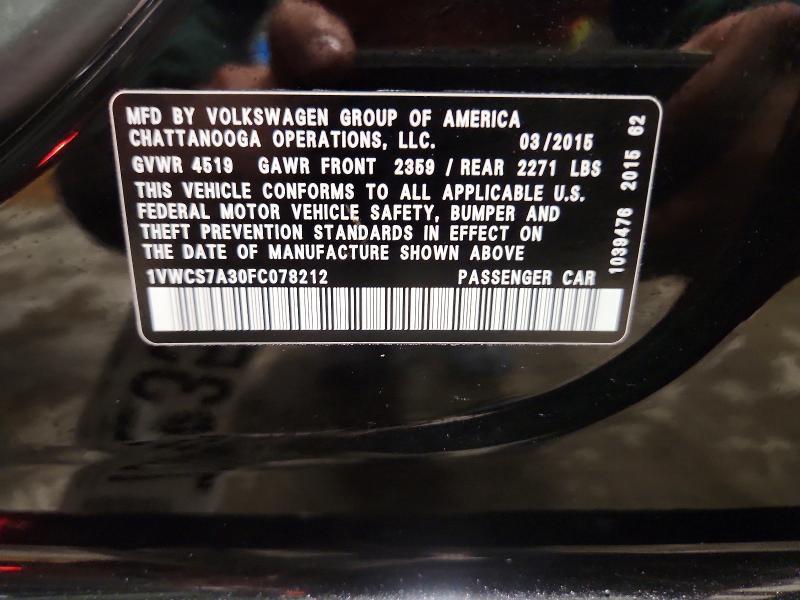 MFD BY VOLKSWAGEN GROUP OF AMERICA
CHATTANOOGA OPERATIONS, LLC. 03/2015
GVWR 4519 GAWR FRONT 2359 / REAR 2271 LBS
THIS VEHICLE CONFORMS TO ALL APPLICABLE U.S.
FEDERAL MOTOR VEHICLE SAFETY, BUMPER AND
THEFT PREVENTION STANDARDS IN EFFECT ON
THE DATE OF MANUFACTURE SHOWN ABOVE
1VWCS7A30FC078212 PASSENGER CAR
1039476 2015 62